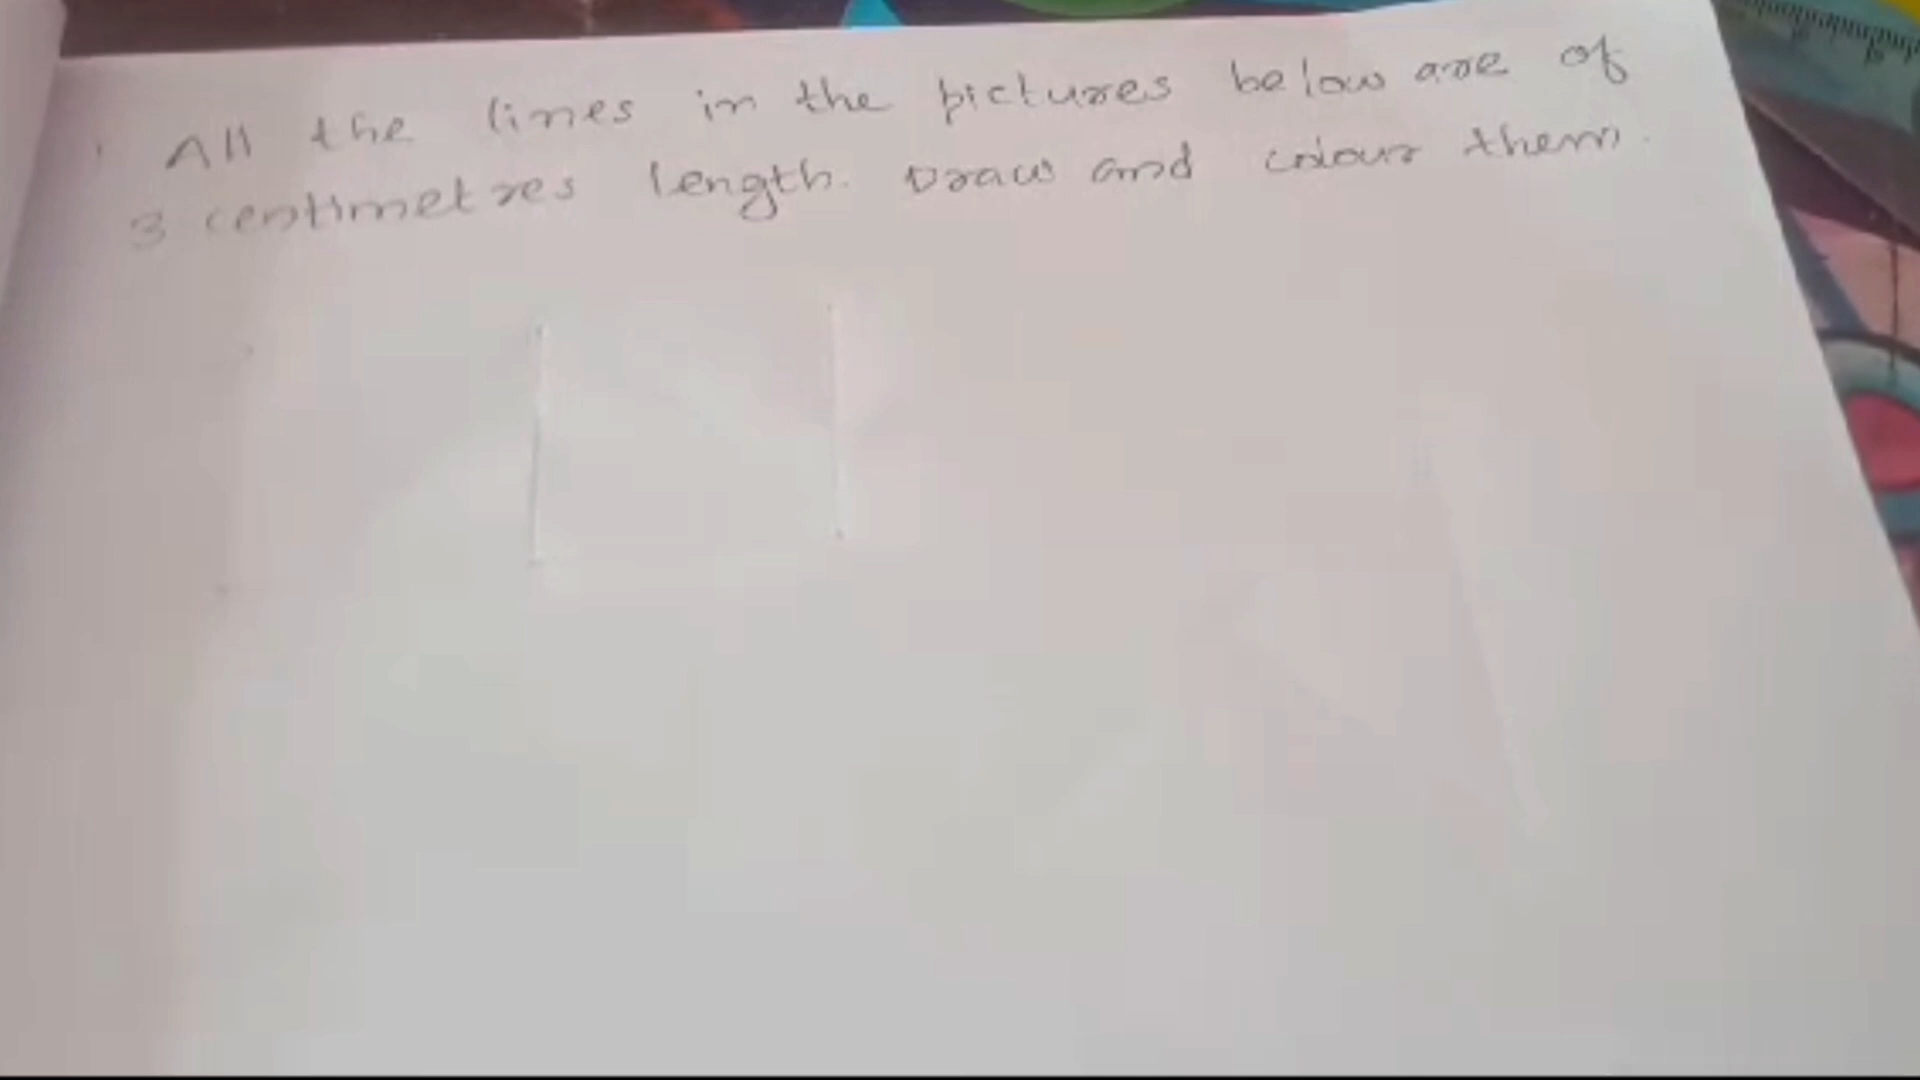 All the lines in the pictures below are of
3 centimetres length. Draw and colour them.